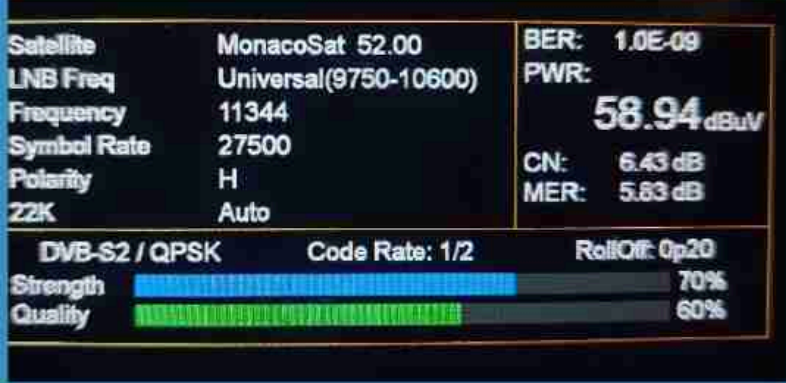 Satellite MonacoSat 52.00
LNB Freq Universal(9750-10600)
Frequency 11344
Symbol Rate 27500
Polarity H
22K Auto
BER: 1.0E-09
PWR:
58.94 dBuV
CN: 6.43 dB
MER: 5.83 dB
DVB-S2 / QPSK Code Rate: 1/2 RollOff: 0p20
Strength 70%
Quality 60%